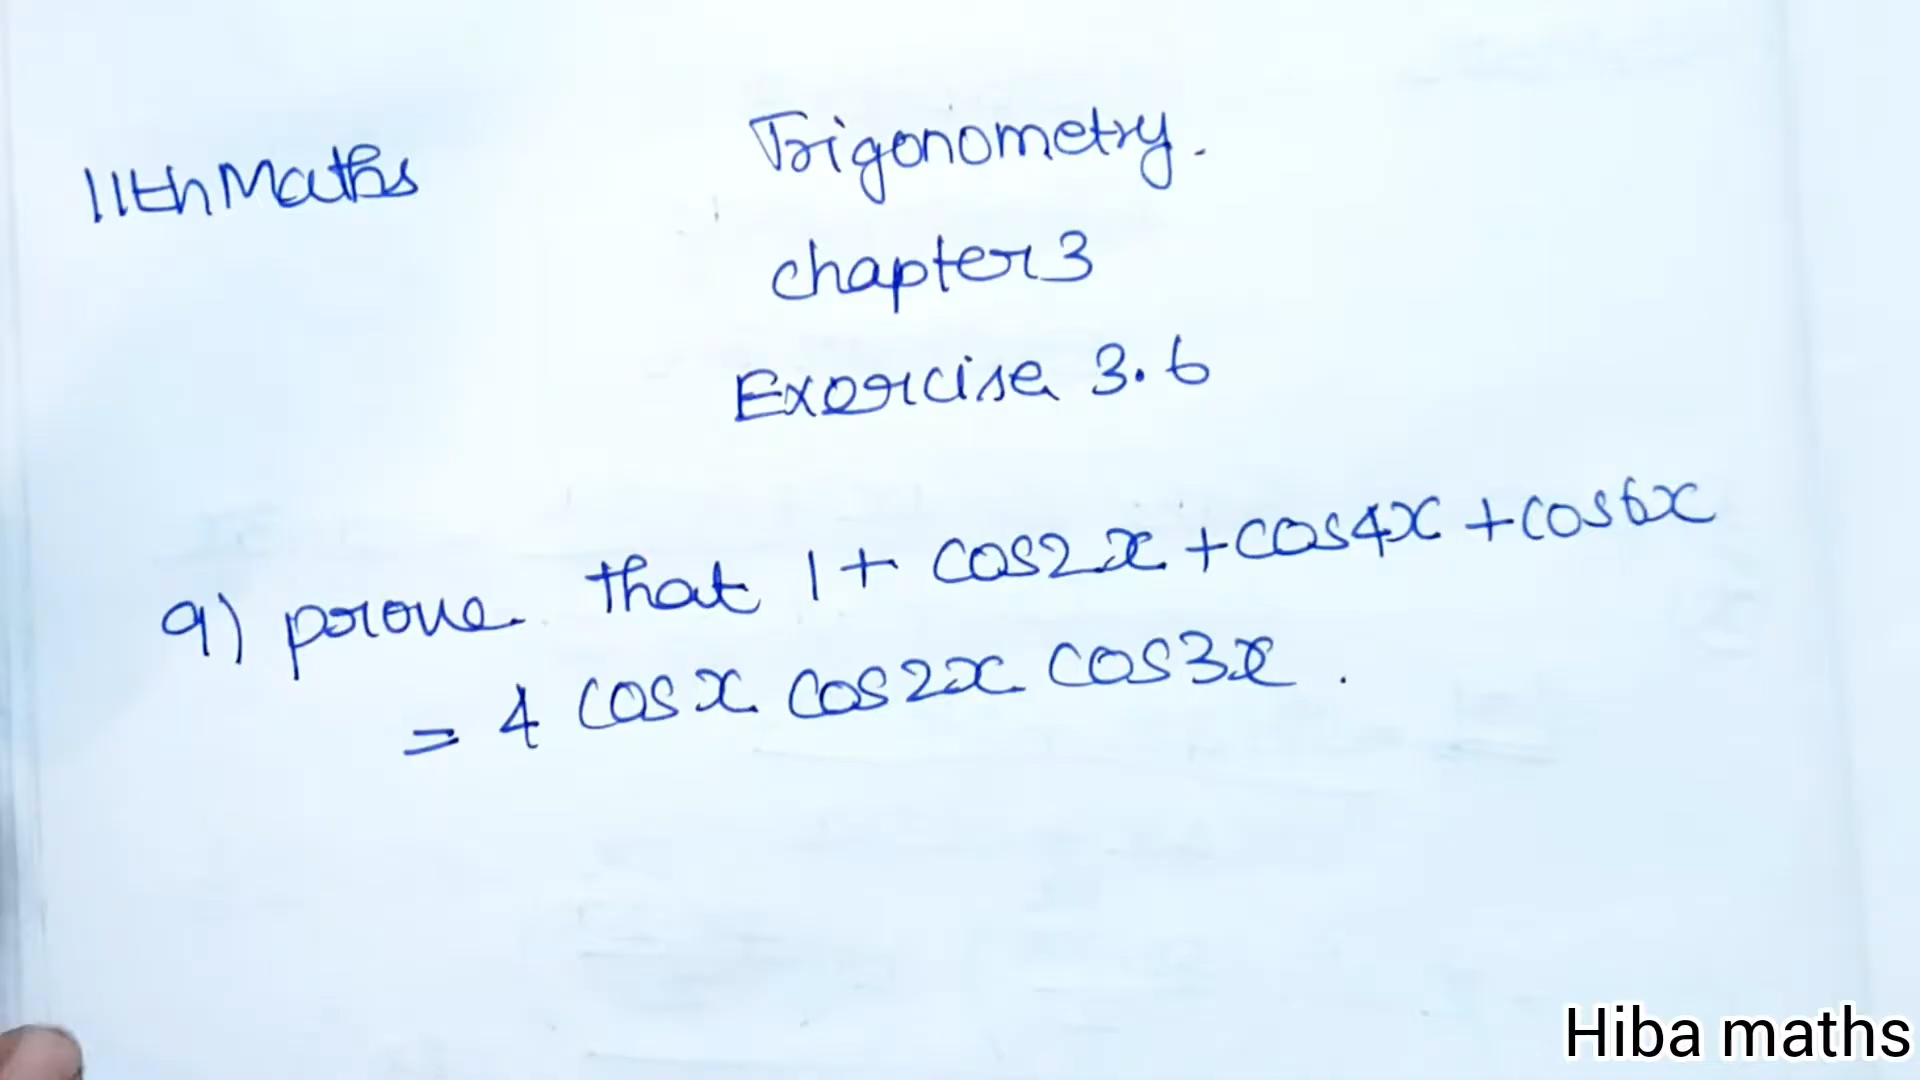 11th Maths
Trigonometry.
chapter 3
Exercise 3.6
9) prove that 1 + cos2x + cos4x + cos6x
= 4 cosx cos2x cos3x.
Hiba maths